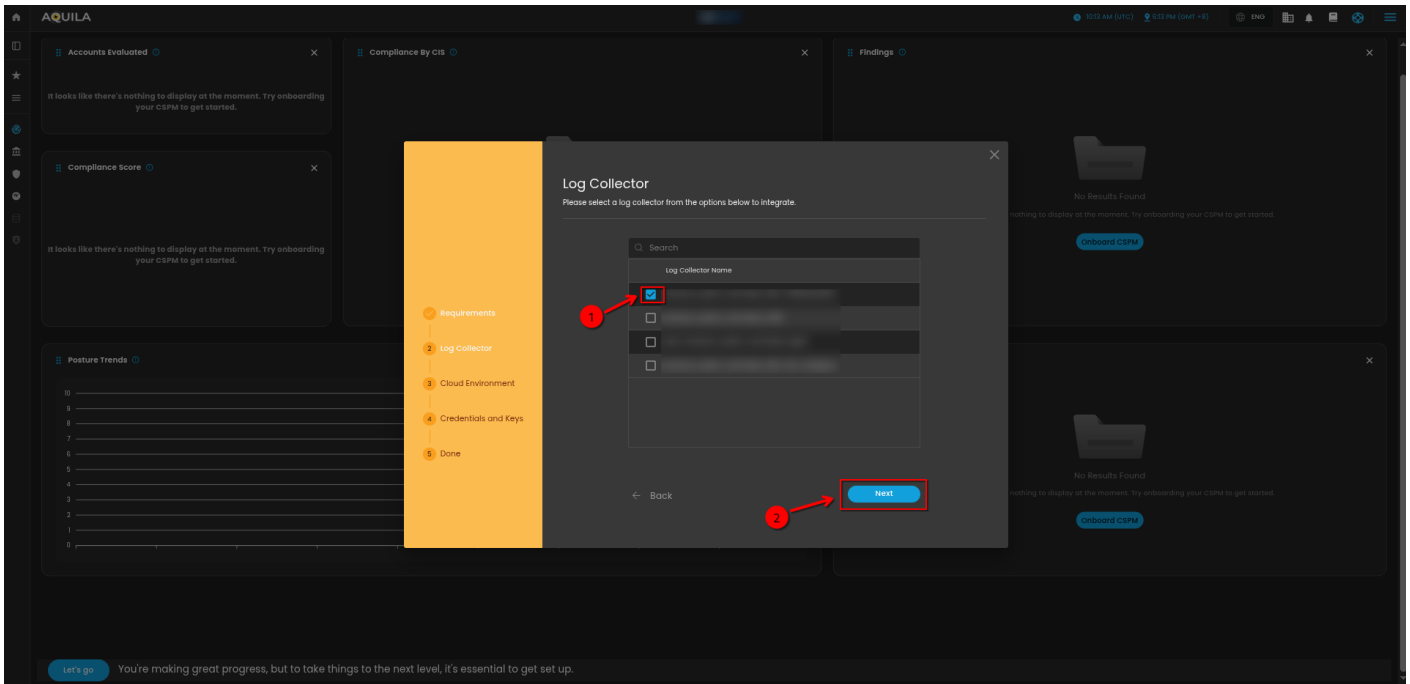 AQUILA
10:13 AM (UTC)
6:13 PM (GMT +8)
ENG
Accounts Evaluated
It looks like there's nothing to display at the moment. Try onboarding
your CSPM to get started.
Compliance By CIS
Findings
No Results Found
nothing to display at the moment. Try onboarding your CSPM to get started.
Onboard CSPM
Compliance Score
It looks like there's nothing to display at the moment. Try onboarding
your CSPM to get started.
Posture Trends
10
9
8
7
6
5
4
3
2
1
0
Requirements
2 Log Collector
3 Cloud Environment
4 Credentials and Keys
5 Done
Log Collector
Please select a log collector from the options below to integrate.
Search
Log Collector Name
1
Back
Next
2
No Results Found
nothing to display at the moment. Try onboarding your CSPM to get started.
Onboard CSPM
Let's go
You're making great progress, but to take things to the next level, it's essential to get set up.